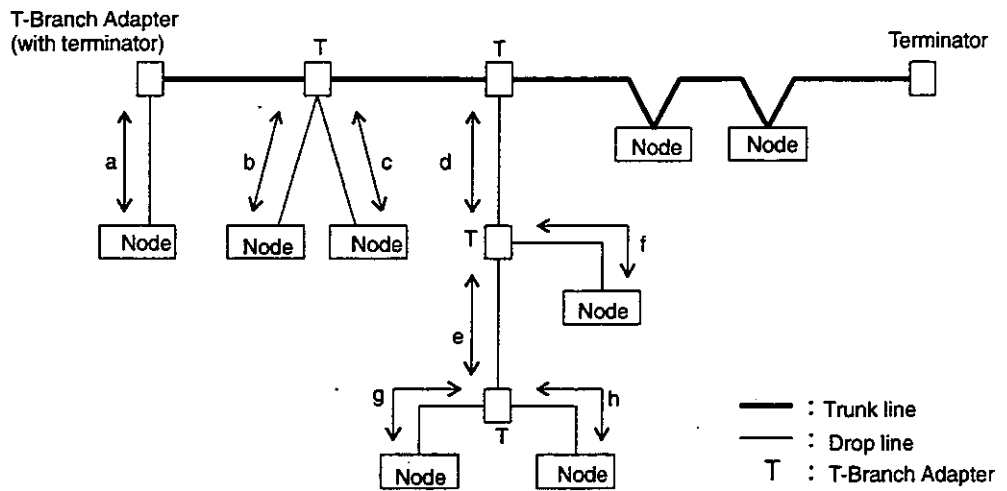 T-Branch Adapter
(with terminator)
T
T
Terminator
Node
Node
a
b
c
d
Node
Node
Node
T
f
Node
e
g
h
T
Node
Node
: Trunk line
: Drop line
T : T-Branch Adapter